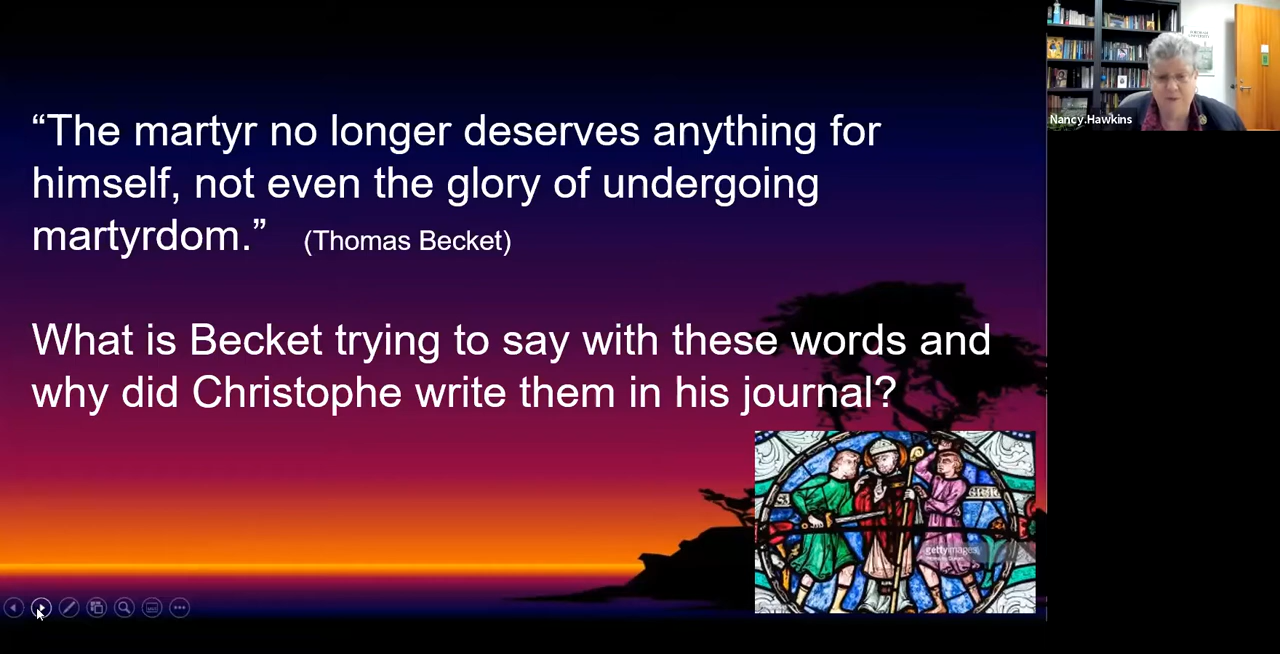 “The martyr no longer deserves anything for
himself, not even the glory of undergoing
martyrdom.” (Thomas Becket)
What is Becket trying to say with these words and
why did Christophe write them in his journal?
Nancy.Hawkins
gettyimages